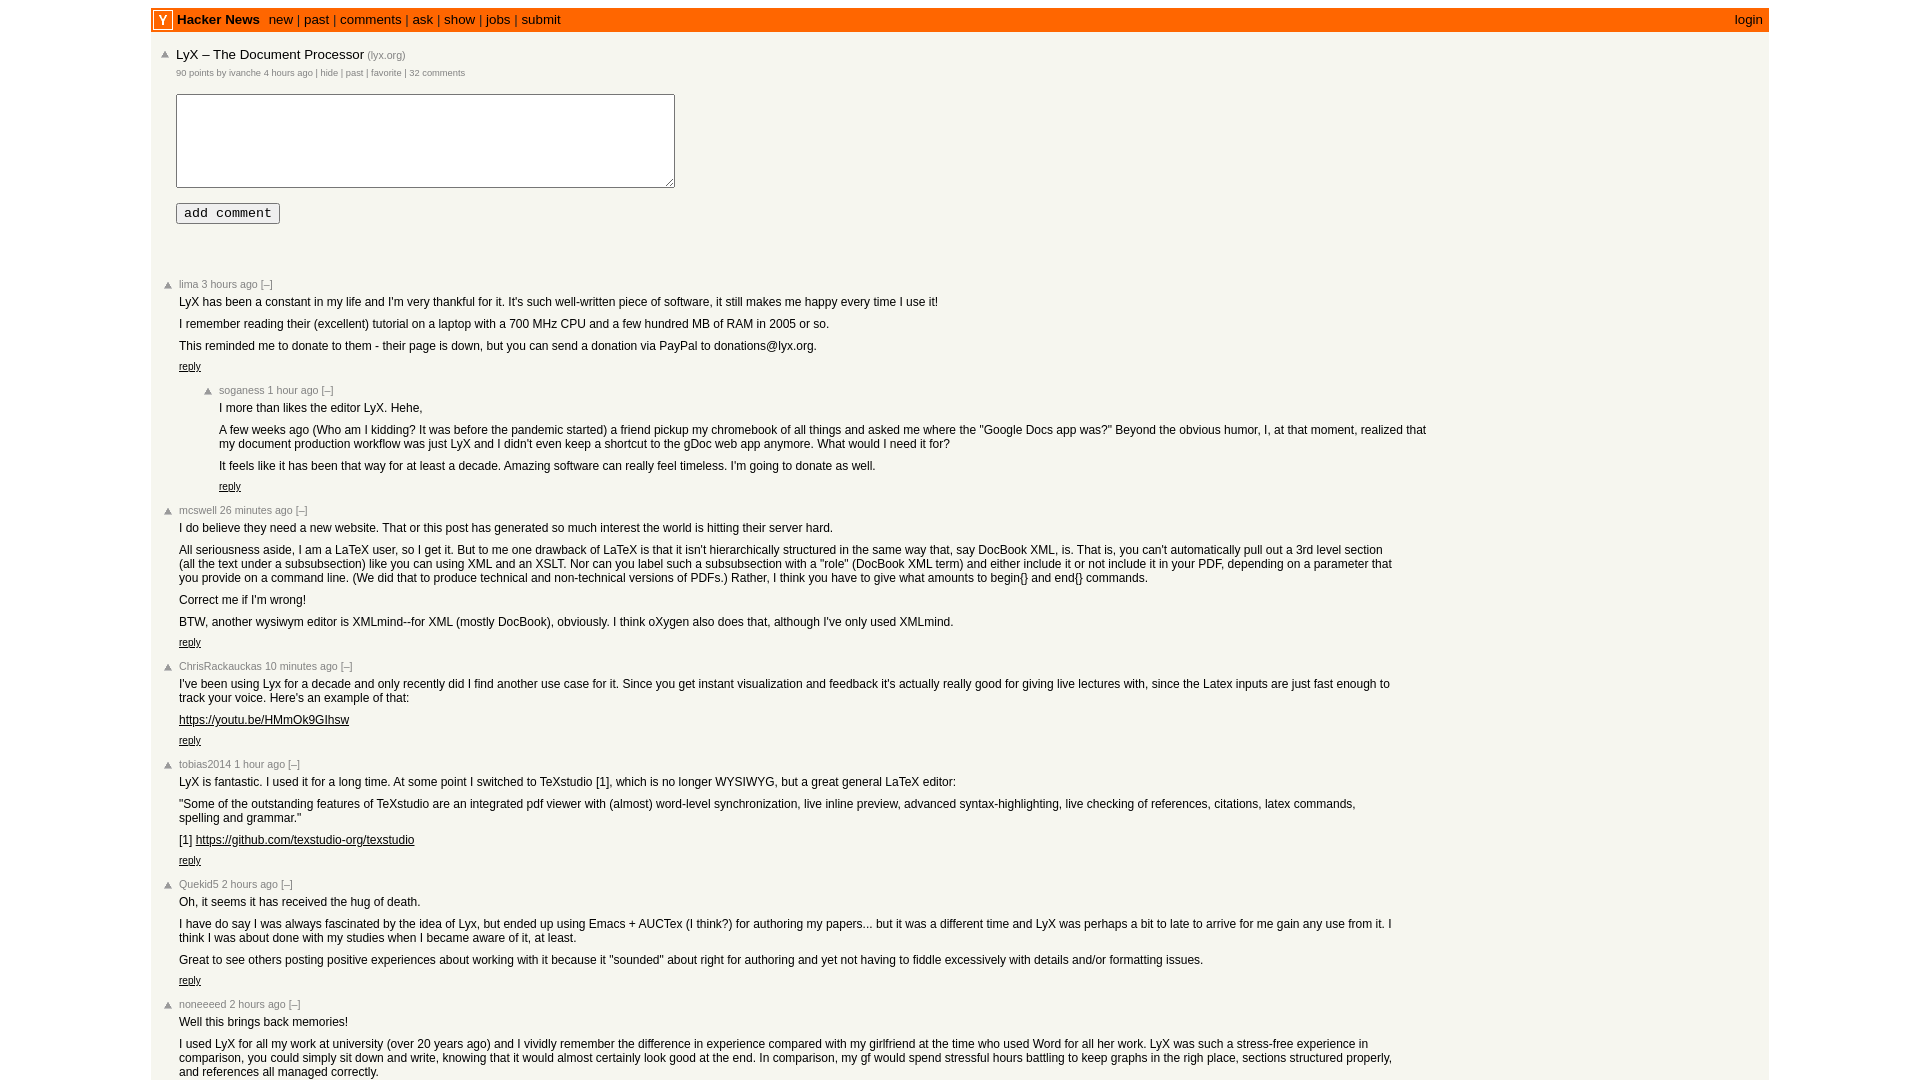 Y Hacker News new | past | comments | ask | show | jobs | submit login
LyX – The Document Processor (lyx.org)
90 points by ivanche 4 hours ago | hide | past | favorite | 32 comments
add comment
lima 3 hours ago [–]
LyX has been a constant in my life and I'm very thankful for it. It's such well-written piece of software, it still makes me happy every time I use it!
I remember reading their (excellent) tutorial on a laptop with a 700 MHz CPU and a few hundred MB of RAM in 2005 or so.
This reminded me to donate to them - their page is down, but you can send a donation via PayPal to donations@lyx.org.
reply
soganess 1 hour ago [–]
I more than likes the editor LyX. Hehe,
A few weeks ago (Who am I kidding? It was before the pandemic started) a friend pickup my chromebook of all things and asked me where the "Google Docs app was?" Beyond the obvious humor, I, at that moment, realized that
my document production workflow was just LyX and I didn't even keep a shortcut to the gDoc web app anymore. What would I need it for?
It feels like it has been that way for at least a decade. Amazing software can really feel timeless. I'm going to donate as well.
reply
mcswell 26 minutes ago [–]
I do believe they need a new website. That or this post has generated so much interest the world is hitting their server hard.
All seriousness aside, I am a LaTeX user, so I get it. But to me one drawback of LaTeX is that it isn't hierarchically structured in the same way that, say DocBook XML, is. That is, you can't automatically pull out a 3rd level section
(all the text under a subsubsection) like you can using XML and an XSLT. Nor can you label such a subsubsection with a "role" (DocBook XML term) and either include it or not include it in your PDF, depending on a parameter that
you provide on a command line. (We did that to produce technical and non-technical versions of PDFs.) Rather, I think you have to give what amounts to begin{} and end{} commands.
Correct me if I'm wrong!
BTW, another wysiwym editor is XMLmind--for XML (mostly DocBook), obviously. I think oXygen also does that, although I've only used XMLmind.
reply
ChrisRackauckas 10 minutes ago [–]
I've been using Lyx for a decade and only recently did I find another use case for it. Since you get instant visualization and feedback it's actually really good for giving live lectures with, since the Latex inputs are just fast enough to
track your voice. Here's an example of that:
https://youtu.be/HMmOk9GIhsw
reply
tobias2014 1 hour ago [–]
LyX is fantastic. I used it for a long time. At some point I switched to TeXstudio [1], which is no longer WYSIWYG, but a great general LaTeX editor:
"Some of the outstanding features of TeXstudio are an integrated pdf viewer with (almost) word-level synchronization, live inline preview, advanced syntax-highlighting, live checking of references, citations, latex commands,
spelling and grammar."
[1] https://github.com/texstudio-org/texstudio
reply
Quekid5 2 hours ago [–]
Oh, it seems it has received the hug of death.
I have do say I was always fascinated by the idea of Lyx, but ended up using Emacs + AUCTex (I think?) for authoring my papers... but it was a different time and LyX was perhaps a bit to late to arrive for me gain any use from it. I
think I was about done with my studies when I became aware of it, at least.
Great to see others posting positive experiences about working with it because it "sounded" about right for authoring and yet not having to fiddle excessively with details and/or formatting issues.
reply
noneeeed 2 hours ago [–]
Well this brings back memories!
I used LyX for all my work at university (over 20 years ago) and I vividly remember the difference in experience compared with my girlfriend at the time who used Word for all her work. LyX was such a stress-free experience in
comparison, you could simply sit down and write, knowing that it would almost certainly look good at the end. In comparison, my gf would spend stressful hours battling to keep graphs in the righ place, sections structured properly,
and references all managed correctly.